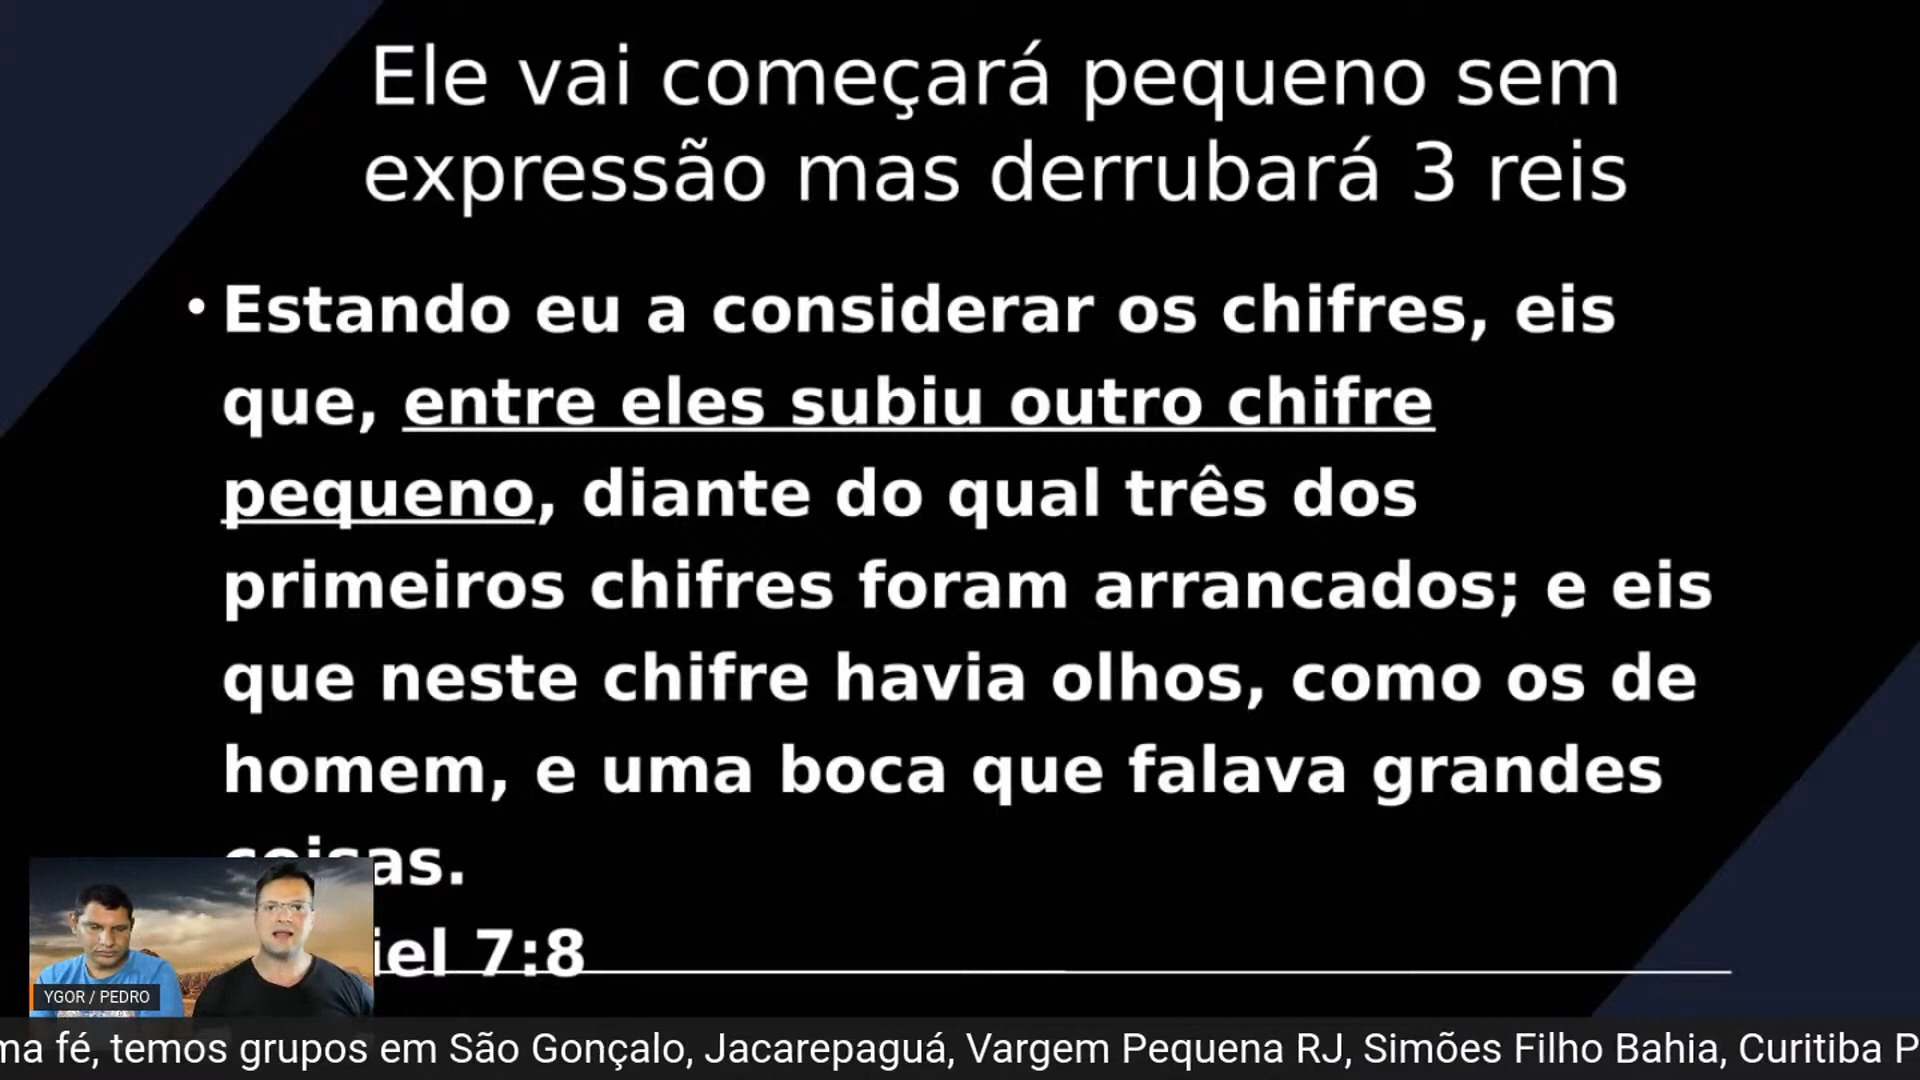 Ele vai começará pequeno sem
expressão mas derrubará 3 reis
• Estando eu a considerar os chifres, eis
que, entre eles subiu outro chifre
pequeno, diante do qual três dos
primeiros chifres foram arrancados; e eis
que neste chifre havia olhos, como os de
homem, e uma boca que falava grandes
coisas.
iel 7:8
YGOR / PEDRO
ma fé, temos grupos em São Gonçalo, Jacarepaguá, Vargem Pequena RJ, Simões Filho Bahia, Curitiba P